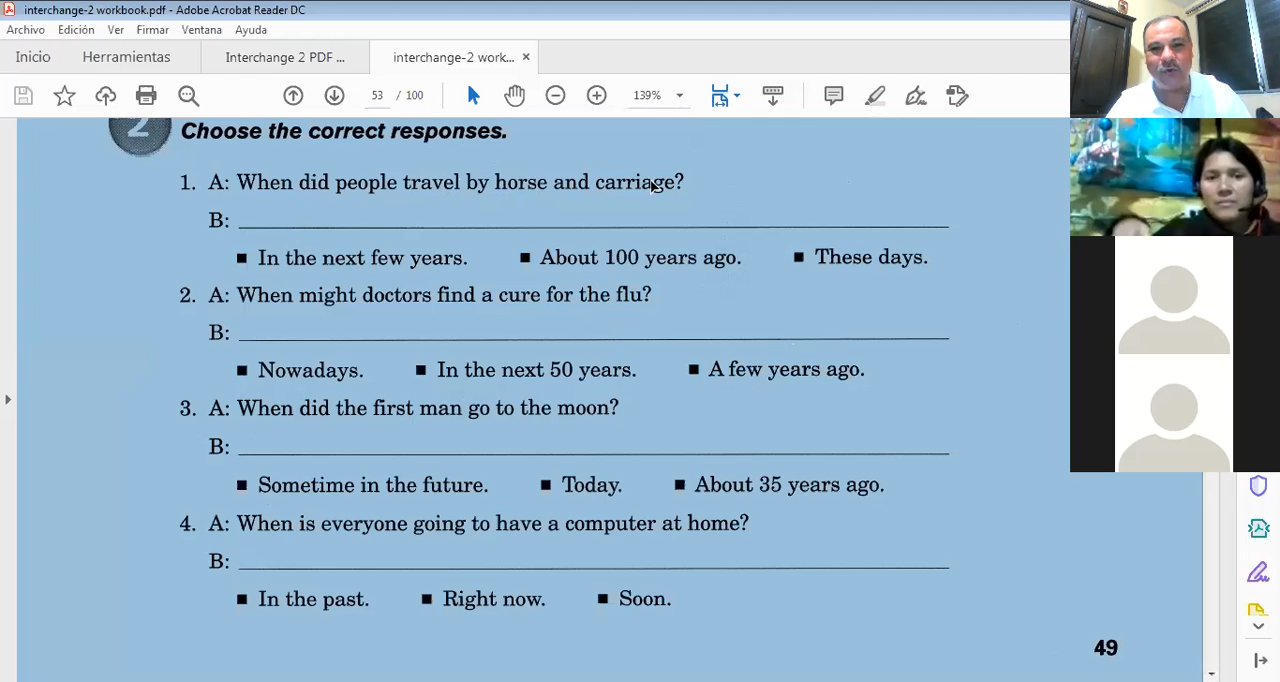 interchange-2 workbook.pdf - Adobe Acrobat Reader DC
Archivo Edición Ver Firmar Ventana Ayuda
Inicio Herramientas Interchange 2 PDF ... interchange-2 work... ×
53 / 100 139%
2 Choose the correct responses.
1. A: When did people travel by horse and carriage?
B:
■ In the next few years. ■ About 100 years ago. ■ These days.
2. A: When might doctors find a cure for the flu?
B:
■ Nowadays. ■ In the next 50 years. ■ A few years ago.
3. A: When did the first man go to the moon?
B:
■ Sometime in the future. ■ Today. ■ About 35 years ago.
4. A: When is everyone going to have a computer at home?
B:
■ In the past. ■ Right now. ■ Soon.
49